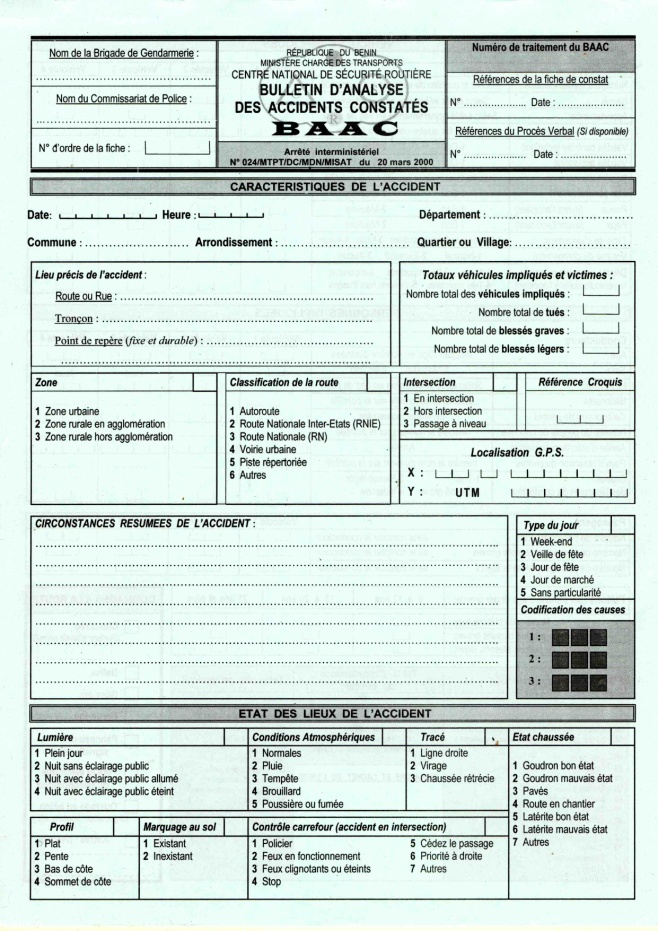 Nom de la Brigade de Gendarmerie :
Nom du Commissariat de Police :
N° d'ordre de la fiche :
RÉPUBLIQUE DU BENIN
MINISTÈRE CHARGE DES TRANSPORTS
CENTRE NATIONAL DE SÉCURITÉ ROUTIÈRE
BULLETIN D'ANALYSE
DES ACCIDENTS CONSTATÉS
BAAC
Arrêté interministériel
N° 024/MTPT/DC/MDN/MISAT du 20 mars 2000
Numéro de traitement du BAAC
Références de la fiche de constat
N° .................... Date : ......................
Références du Procès Verbal (Si disponible)
N° .................... Date : ......................
CARACTERISTIQUES DE L'ACCIDENT
Date: Heure : Département : ....................................
Commune : .......................... Arrondissement : ................................ Quartier ou Village: ..............................
Lieu précis de l'accident :
Route ou Rue : ................................................................
Tronçon : ....................................................................
Point de repère (fixe et durable) : ..........................................
Totaux véhicules impliqués et victimes :
Nombre total des véhicules impliqués :
Nombre total de tués :
Nombre total de blessés graves :
Nombre total de blessés légers :
Zone
1 Zone urbaine
2 Zone rurale en agglomération
3 Zone rurale hors agglomération
Classification de la route
1 Autoroute
2 Route Nationale Inter-Etats (RNIE)
3 Route Nationale (RN)
4 Voirie urbaine
5 Piste répertoriée
6 Autres
Intersection
1 En intersection
2 Hors intersection
3 Passage à niveau
Référence Croquis
Localisation G.P.S.
X :
Y : UTM
CIRCONSTANCES RESUMEES DE L'ACCIDENT :
Type du jour
1 Week-end
2 Veille de fête
3 Jour de fête
4 Jour de marché
5 Sans particularité
Codification des causes
1 :
2 :
3 :
ETAT DES LIEUX DE L'ACCIDENT
Lumière
1 Plein jour
2 Nuit sans éclairage public
3 Nuit avec éclairage public allumé
4 Nuit avec éclairage public éteint
Conditions Atmosphériques
1 Normales
2 Pluie
3 Tempête
4 Brouillard
5 Poussière ou fumée
Tracé
1 Ligne droite
2 Virage
3 Chaussée rétrécie
Etat chaussée
1 Goudron bon état
2 Goudron mauvais état
3 Pavés
4 Route en chantier
5 Latérite bon état
6 Latérite mauvais état
7 Autres
Profil
1 Plat
2 Pente
3 Bas de côte
4 Sommet de côte
Marquage au sol
1 Existant
2 Inexistant
Contrôle carrefour (accident en intersection)
1 Policier
2 Feux en fonctionnement
3 Feux clignotants ou éteints
4 Stop
5 Cédez le passage
6 Priorité à droite
7 Autres